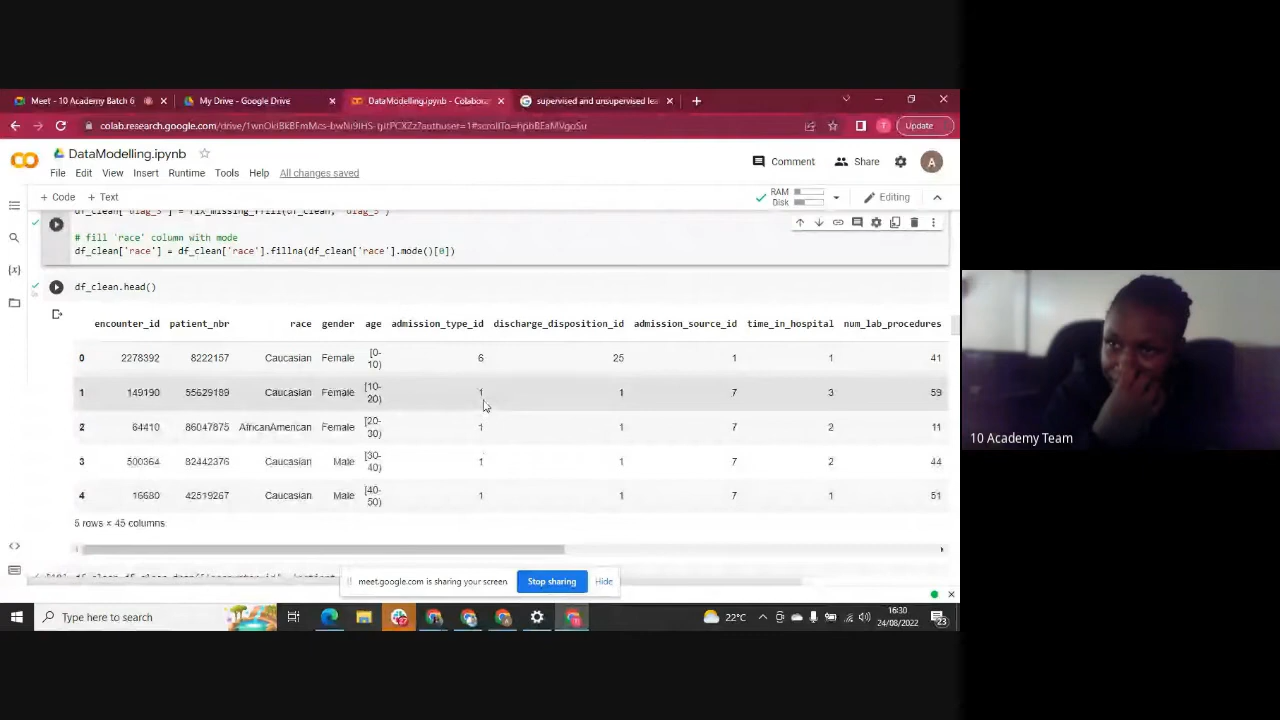 Meet - 10 Academy Batch 6
My Drive - Google Drive
DataModelling.ipynb - Colabora
supervised and unsupervised lea
Update
DataModelling.ipynb
Comment
Share
A
File Edit View Insert Runtime Tools Help All changes saved
+ Code + Text
RAM
Disk
Editing
# fill 'race' column with mode
df_clean['race'] = df_clean['race'].fillna(df_clean['race'].mode()[0])
df_clean.head()
encounter_id patient_nbr race gender age admission_type_id discharge_disposition_id admission_source_id time_in_hospital num_lab_procedures
0 2278392 8222157 Caucasian Female [0-10) 6 25 1 1 41
1 149190 55629189 Caucasian Female [10-20) 1 1 7 3 59
2 64410 86047875 AfricanAmerican Female [20-30) 1 1 7 2 11
3 500364 82442376 Caucasian Male [30-40) 1 1 7 2 44
4 16680 42519267 Caucasian Male [40-50) 1 1 7 1 51
5 rows × 45 columns
meet.google.com is sharing your screen
Stop sharing
Hide
Type here to search
22°C
16:30
24/08/2022
23
10 Academy Team